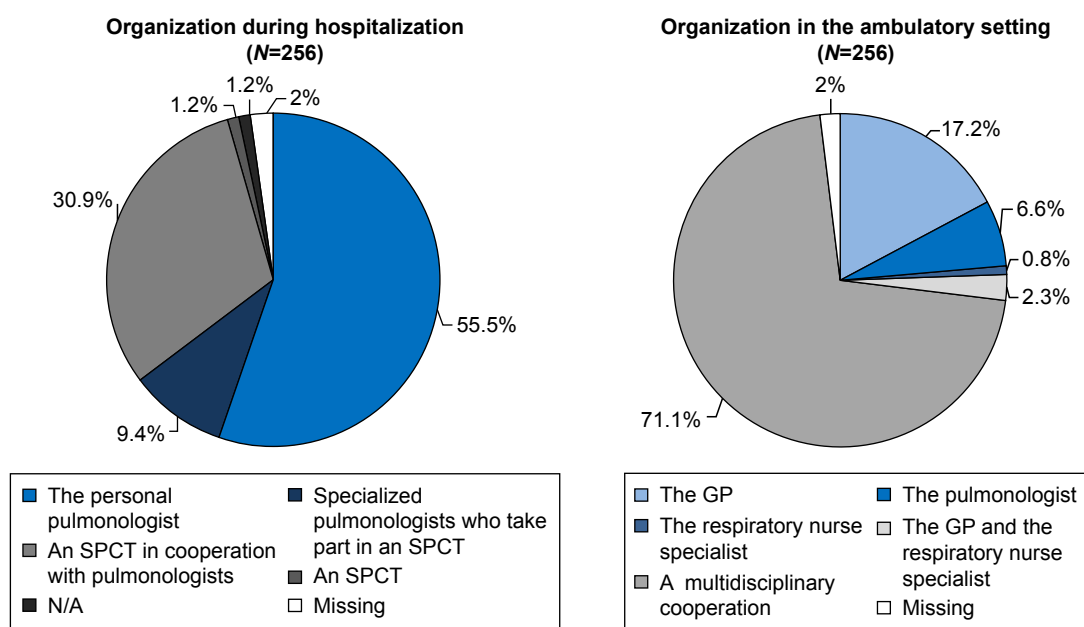 Organization during hospitalization
(N=256)
1.2%
2%
1.2%
30.9%
55.5%
9.4%
The personal
pulmonologist
Specialized
pulmonologists who take
part in an SPCT
An SPCT in cooperation
with pulmonologists
An SPCT
N/A
Missing
Organization in the ambulatory setting
(N=256)
2%
17.2%
6.6%
0.8%
2.3%
71.1%
The GP
The pulmonologist
The respiratory nurse
specialist
The GP and the
respiratory nurse
specialist
A multidisciplinary
cooperation
Missing